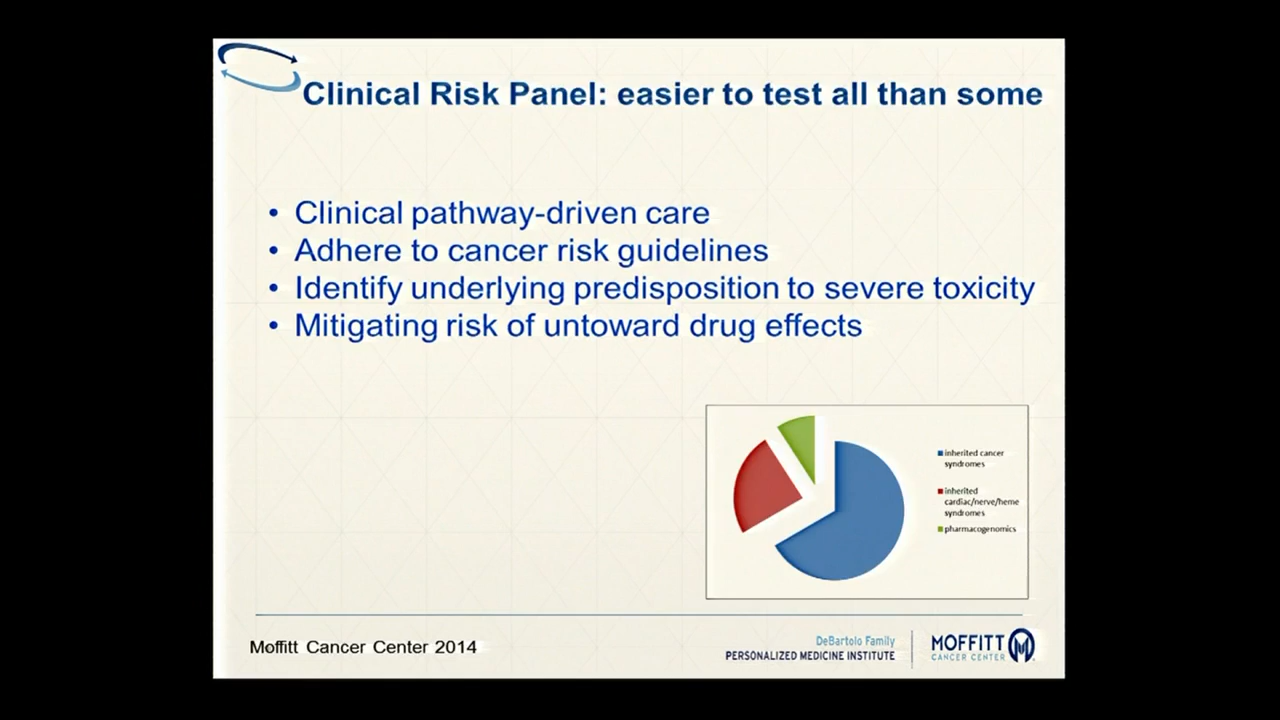 Clinical Risk Panel: easier to test all than some
• Clinical pathway-driven care
• Adhere to cancer risk guidelines
• Identify underlying predisposition to severe toxicity
• Mitigating risk of untoward drug effects
inherited cancer
syndromes
inherited
cardiac/nerve/heme
syndromes
pharmacogenomics
Moffitt Cancer Center 2014
DeBartolo Family
PERSONALIZED MEDICINE INSTITUTE
MOFFITT
CANCER CENTER